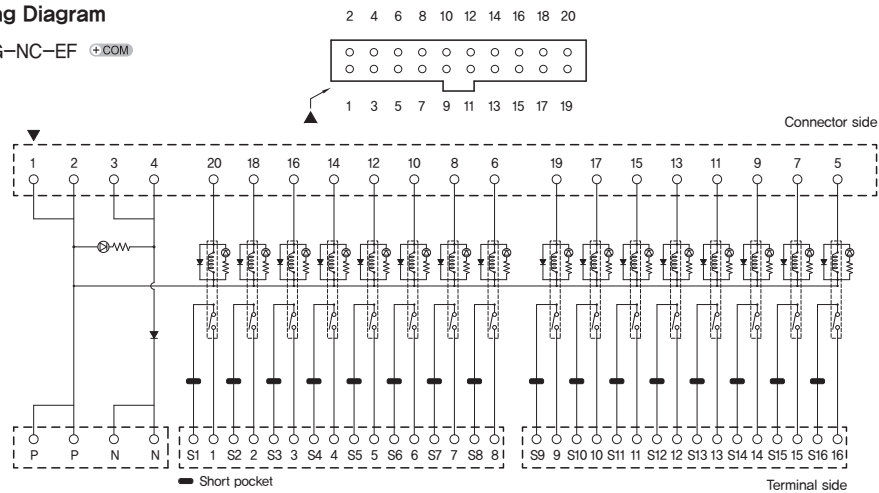 ng Diagram
2 4 6 8 10 12 14 16 18 20
G-NC-EF +COM
1 3 5 7 9 11 13 15 17 19
Connector side
1 2 3 4 20 18 16 14 12 10 8 6 19 17 15 13 11 9 7 5
P P N N S1 1 S2 2 S3 3 S4 4 S5 5 S6 6 S7 7 S8 8 S9 9 S10 10 S11 11 S12 12 S13 13 S14 14 S15 15 S16 16
Short pocket
Terminal side